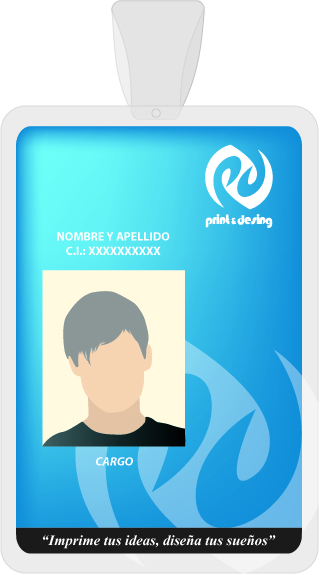 print & desing
NOMBRE Y APELLIDO
C.I.: XXXXXXXXXX
CARGO
“Imprime tus ideas, diseña tus sueños”